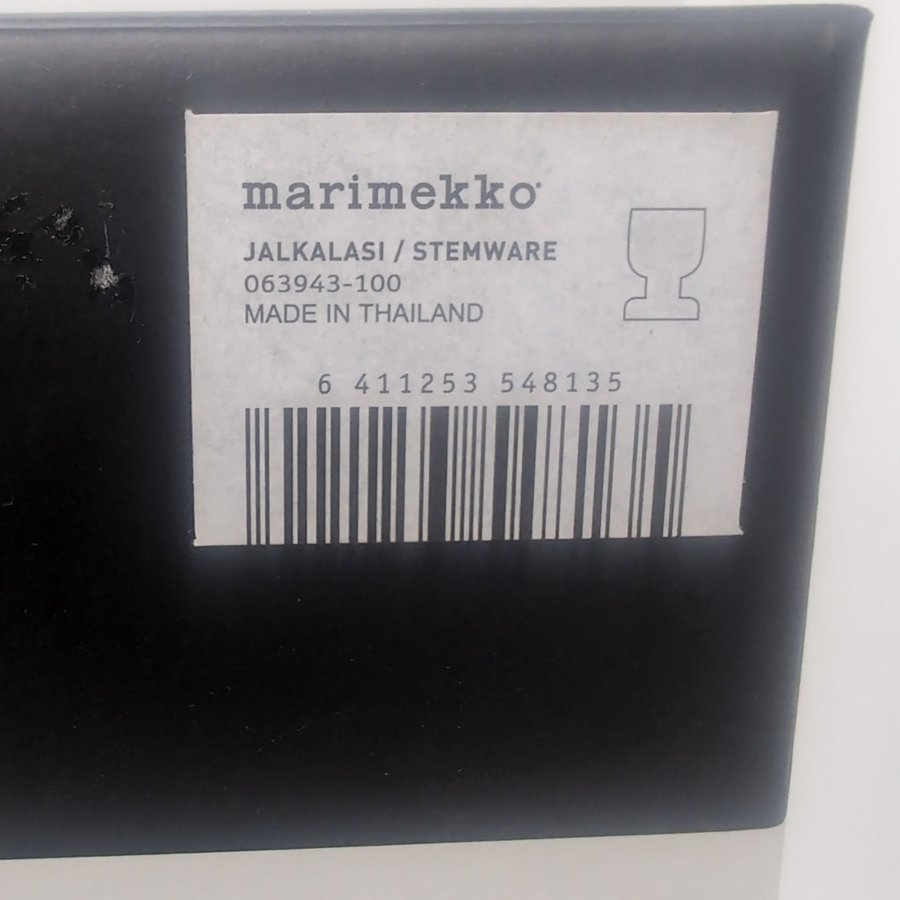 marimekko®
JALKALASI / STEMWARE
063943-100
MADE IN THAILAND
6 411253 548135